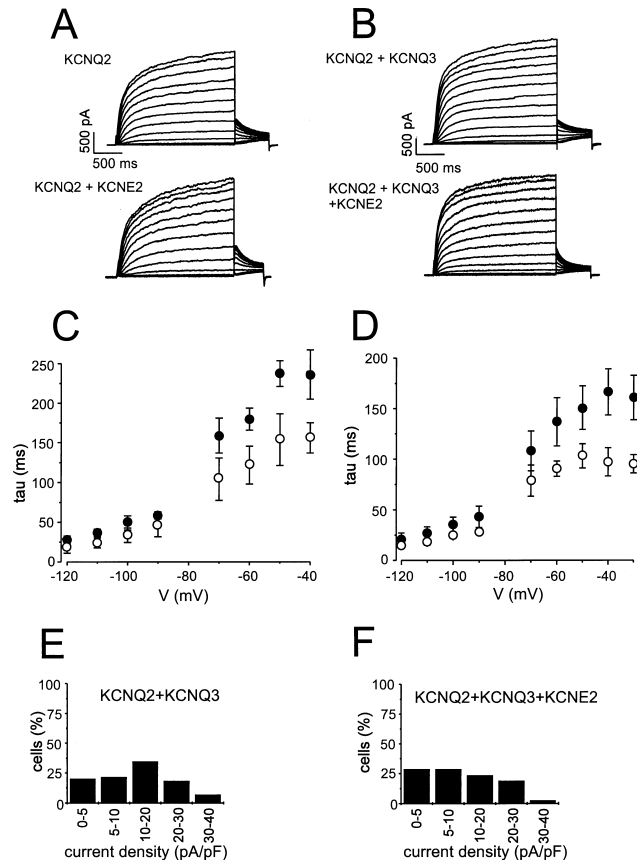 A
B
KCNQ2
KCNQ2 + KCNQ3
500 pA
500 ms
500 pA
500 ms
KCNQ2 + KCNE2
KCNQ2 + KCNQ3
+KCNE2
C
D
250
200
150
100
50
0
tau (ms)
-120
-100
-80
-60
-40
V (mV)
200
150
100
50
0
tau (ms)
-120
-100
-80
-60
-40
V (mV)
E
F
KCNQ2+KCNQ3
100
75
50
25
0
cells (%)
0-5
5-10
10-20
20-30
30-40
current density (pA/pF)
KCNQ2+KCNQ3+KCNE2
100
75
50
25
0
cells (%)
0-5
5-10
10-20
20-30
30-40
current density (pA/pF)